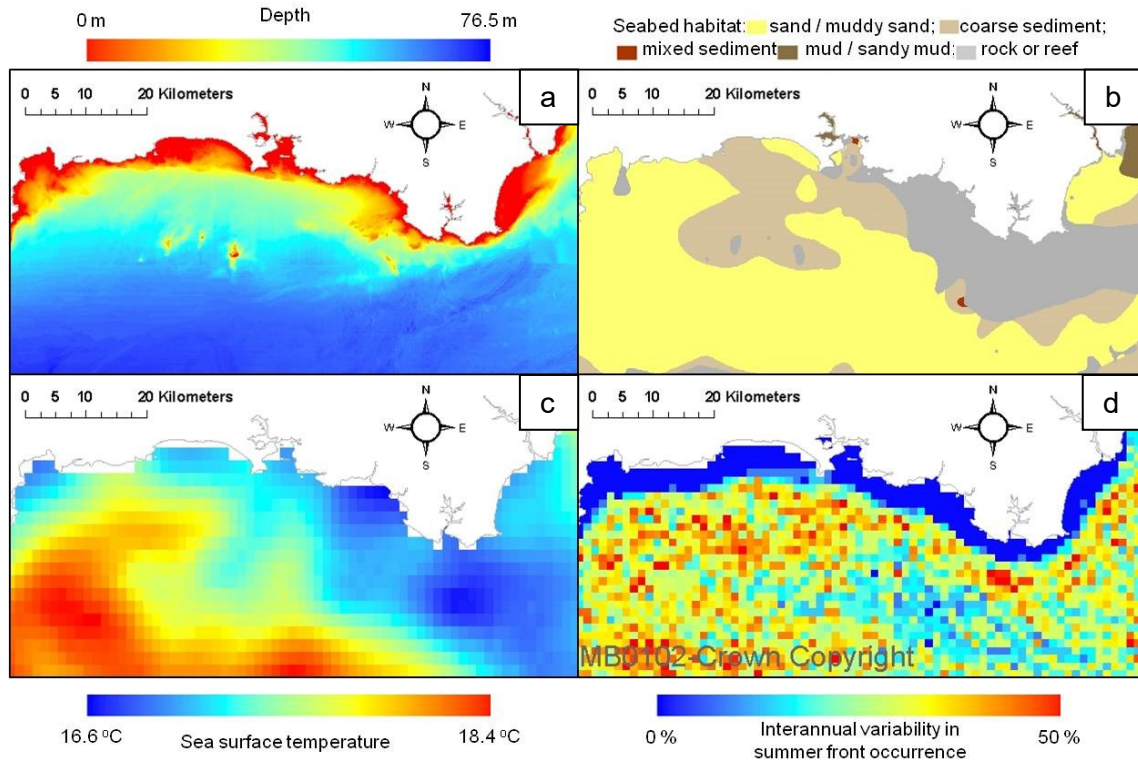 Depth
0 m 76.5 m
Seabed habitat: sand / muddy sand; coarse sediment;
mixed sediment mud / sandy mud; rock or reef
0 5 10 20 Kilometers
N
W E
S
a
0 5 10 20 Kilometers
N
W E
S
b
0 5 10 20 Kilometers
N
W E
S
c
0 5 10 20 Kilometers
N
W E
S
d
MB0102-Crown Copyright
16.6 ºC Sea surface temperature 18.4 ºC
0 % Interannual variability in 50 %
summer front occurrence